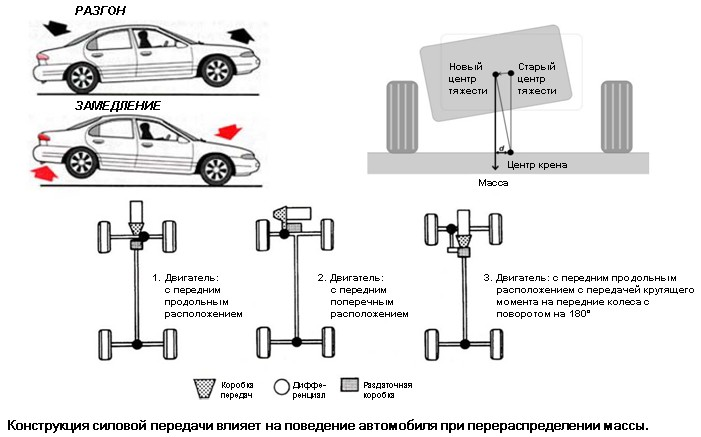 РАЗГОН
ЗАМЕДЛЕНИЕ
Новый
центр
тяжести
Старый
центр
тяжести
d
Центр крена
Масса
1. Двигатель:
с передним
продольным
расположением
2. Двигатель:
с передним
поперечным
расположением
3. Двигатель: с передним продольным
расположением с передачей крутящего
момента на передние колеса с
поворотом на 180°
Коробка
передач
Диффе-
ренциал
Раздаточная
коробка
Конструкция силовой передачи влияет на поведение автомобиля при перераспределении массы.